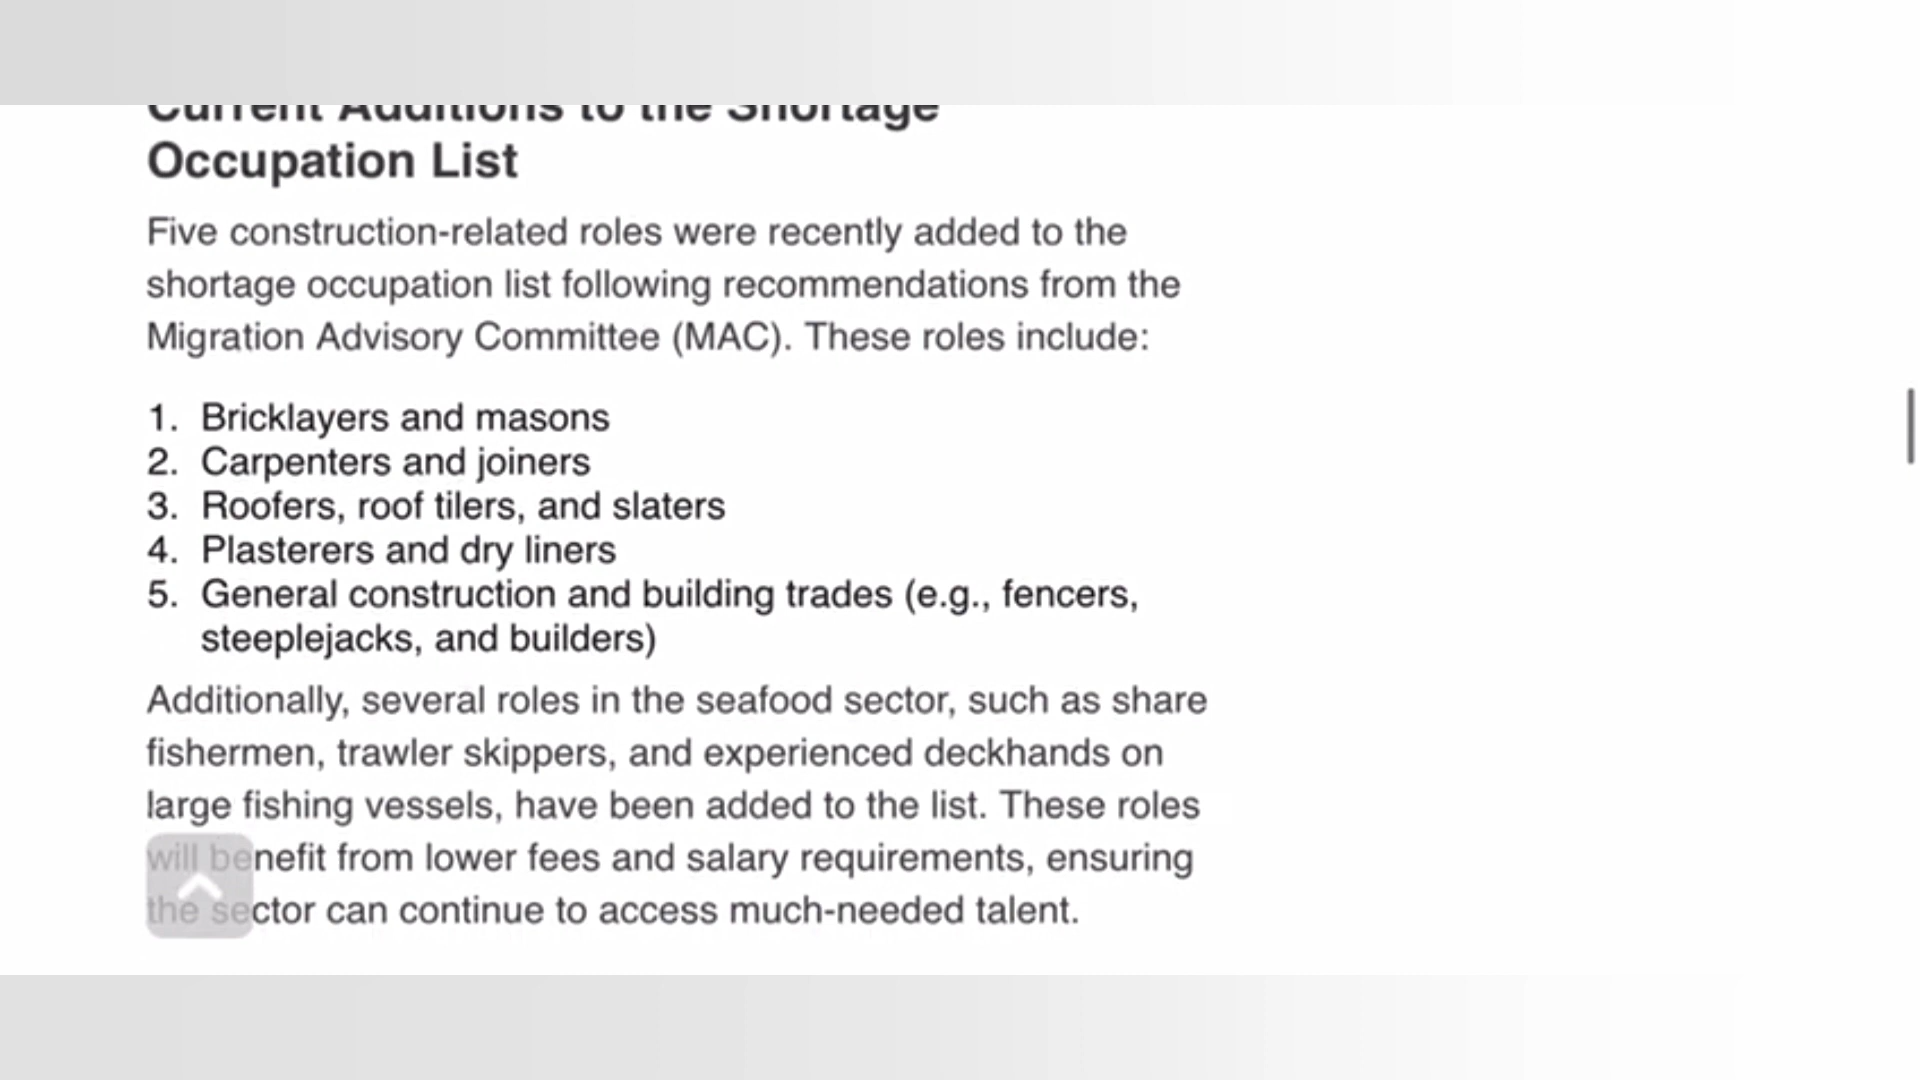 Current Additions to the Shortage
Occupation List
Five construction-related roles were recently added to the
shortage occupation list following recommendations from the
Migration Advisory Committee (MAC). These roles include:
1. Bricklayers and masons
2. Carpenters and joiners
3. Roofers, roof tilers, and slaters
4. Plasterers and dry liners
5. General construction and building trades (e.g., fencers,
steeplejacks, and builders)
Additionally, several roles in the seafood sector, such as share
fishermen, trawler skippers, and experienced deckhands on
large fishing vessels, have been added to the list. These roles
will benefit from lower fees and salary requirements, ensuring
the sector can continue to access much-needed talent.